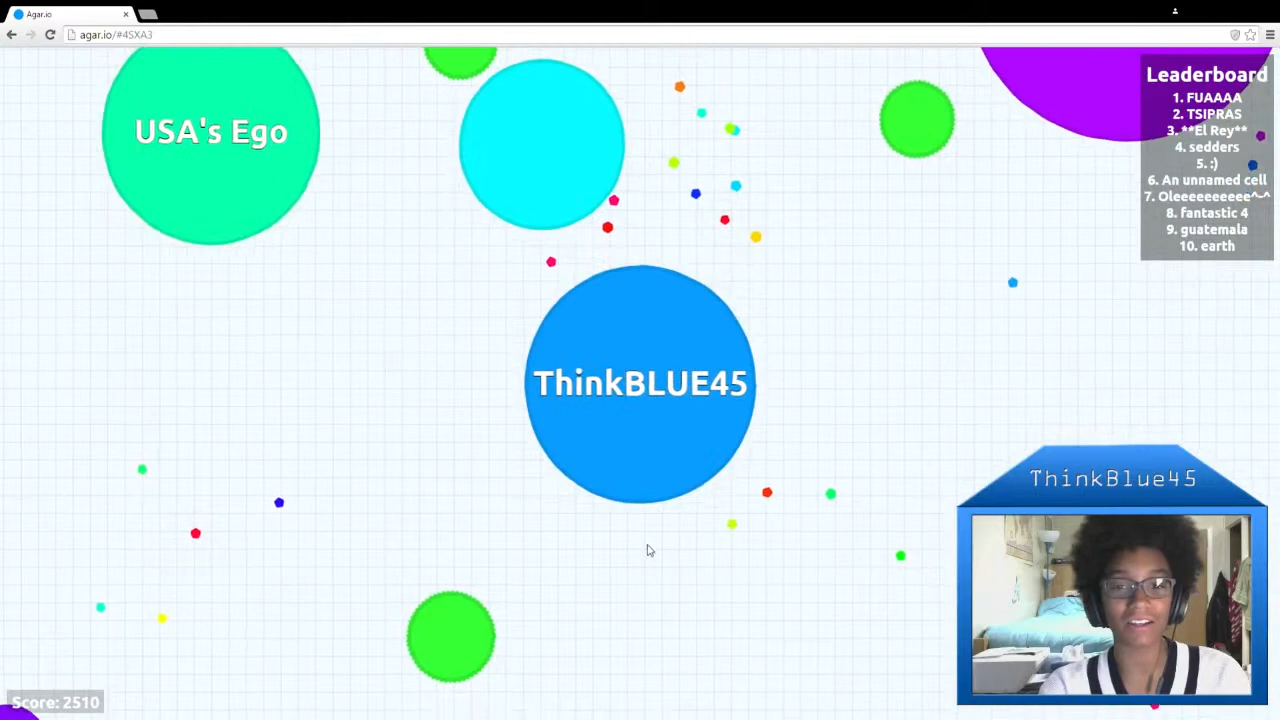 Agar.io
agar.io/#4SXA3
Leaderboard
1. FUAAAA
2. TSIPRAS
3. **El Rey**
4. sedders
5. :)
6. An unnamed cell
7. Oleeeeeeeeee^~^
8. fantastic 4
9. guatemala
10. earth
USA's Ego
ThinkBLUE45
ThinkBlue45
Score: 2510